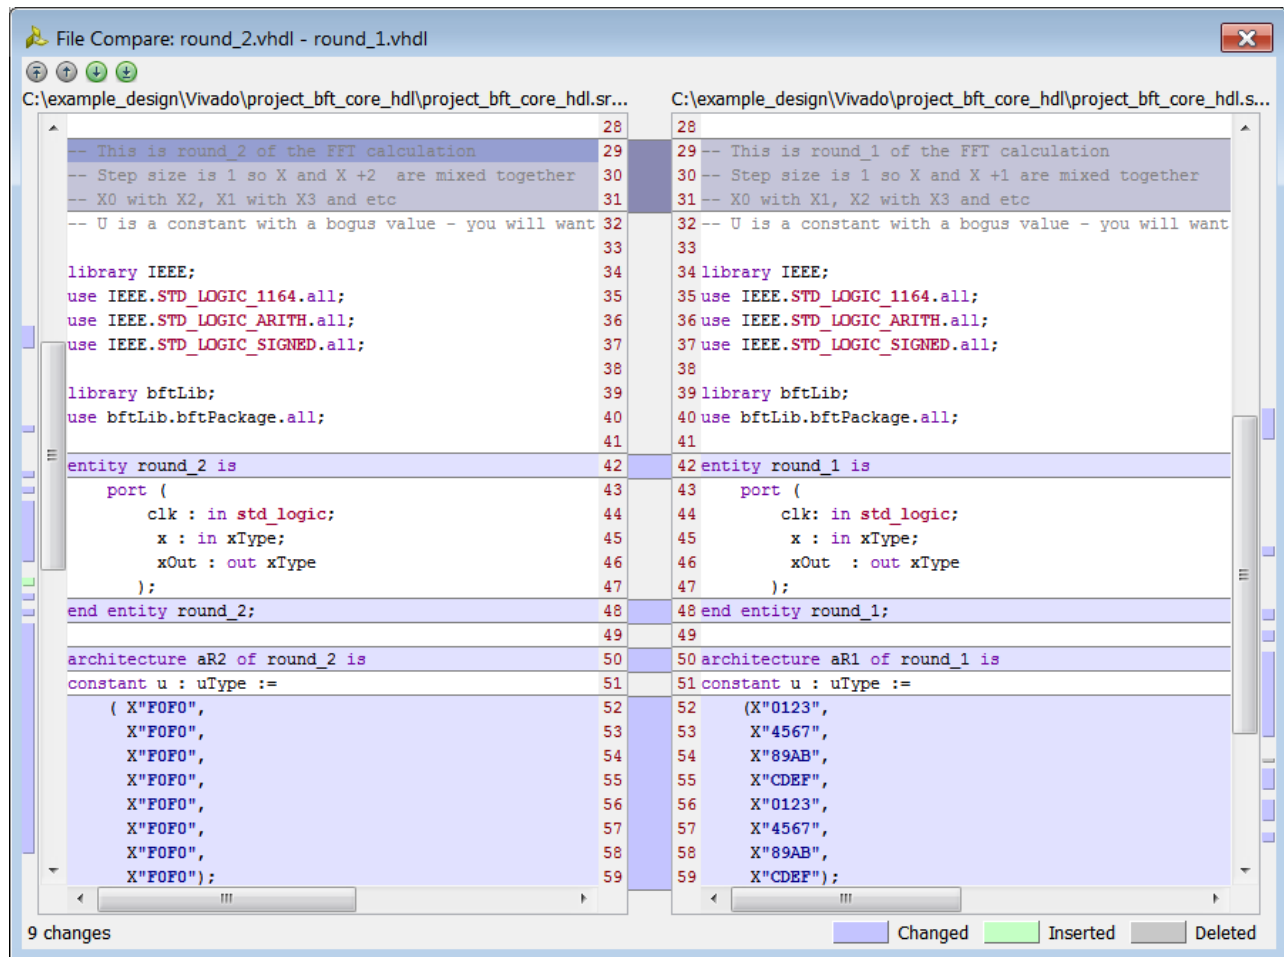 File Compare: round_2.vhdl - round_1.vhdl
C:\example_design\Vivado\project_bft_core_hdl\project_bft_core_hdl.sr...
28
-- This is round_2 of the FFT calculation 29
-- Step size is 1 so X and X +2  are mixed together 30
-- X0 with X2, X1 with X3 and etc 31
-- U is a constant with a bogus value - you will want 32
33
library IEEE; 34
use IEEE.STD_LOGIC_1164.all; 35
use IEEE.STD_LOGIC_ARITH.all; 36
use IEEE.STD_LOGIC_SIGNED.all; 37
38
library bftLib; 39
use bftLib.bftPackage.all; 40
41
entity round_2 is 42
port ( 43
clk : in std_logic; 44
x : in xType; 45
xOut : out xType 46
); 47
end entity round_2; 48
49
architecture aR2 of round_2 is 50
constant u : uType := 51
( X"F0F0", 52
X"F0F0", 53
X"F0F0", 54
X"F0F0", 55
X"F0F0", 56
X"F0F0", 57
X"F0F0", 58
X"F0F0"); 59
C:\example_design\Vivado\project_bft_core_hdl\project_bft_core_hdl.s...
28
29 -- This is round_1 of the FFT calculation
30 -- Step size is 1 so X and X +1 are mixed together
31 -- X0 with X1, X2 with X3 and etc
32 -- U is a constant with a bogus value - you will want
33
34 library IEEE;
35 use IEEE.STD_LOGIC_1164.all;
36 use IEEE.STD_LOGIC_ARITH.all;
37 use IEEE.STD_LOGIC_SIGNED.all;
38
39 library bftLib;
40 use bftLib.bftPackage.all;
41
42 entity round_1 is
43 port (
44 clk: in std_logic;
45 x : in xType;
46 xOut  : out xType
47 );
48 end entity round_1;
49
50 architecture aR1 of round_1 is
51 constant u : uType :=
52 (X"0123",
53 X"4567",
54 X"89AB",
55 X"CDEF",
56 X"0123",
57 X"4567",
58 X"89AB",
59 X"CDEF");
9 changes
Changed Inserted Deleted